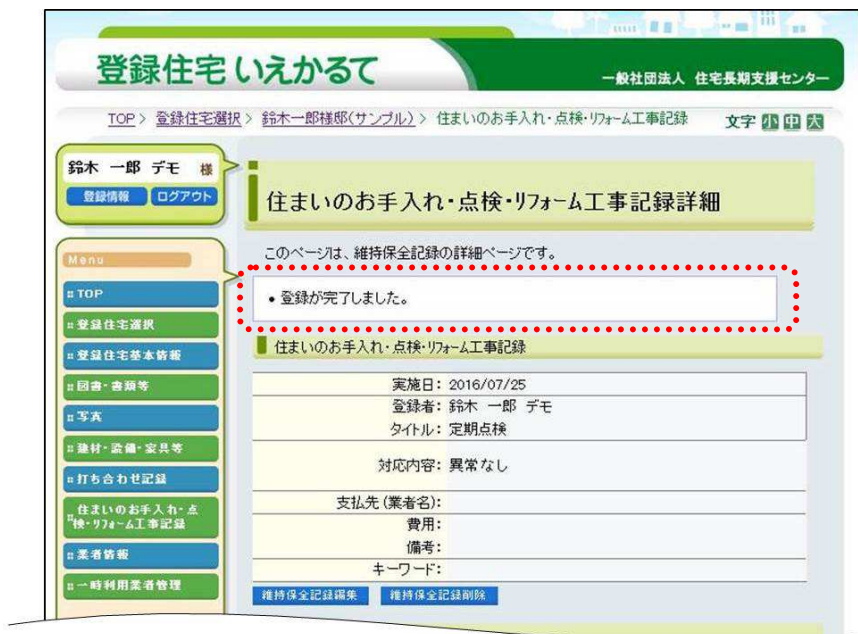 登録住宅 いえかるて
一般社団法人 住宅長期支援センター
TOP > 登録住宅選択 > 鈴木一郎様邸(サンプル) > 住まいのお手入れ・点検・リフォーム工事記録
文字 小 中 大
鈴木 一郎 デモ 様
登録情報 ログアウト
Menu
TOP
登録住宅選択
登録住宅基本情報
図書・書類等
写真
建材・設備・家具等
打ち合わせ記録
住まいのお手入れ・点
検・リフォーム工事記録
業者情報
一時利用業者管理
住まいのお手入れ・点検・リフォーム工事記録詳細
このページは、維持保全記録の詳細ページです。
• 登録が完了しました。
住まいのお手入れ・点検・リフォーム工事記録
実施日: 2016/07/25
登録者: 鈴木 一郎 デモ
タイトル: 定期点検
対応内容: 異常なし
支払先(業者名):
費用:
備考:
キーワード:
維持保全記録編集 維持保全記録削除